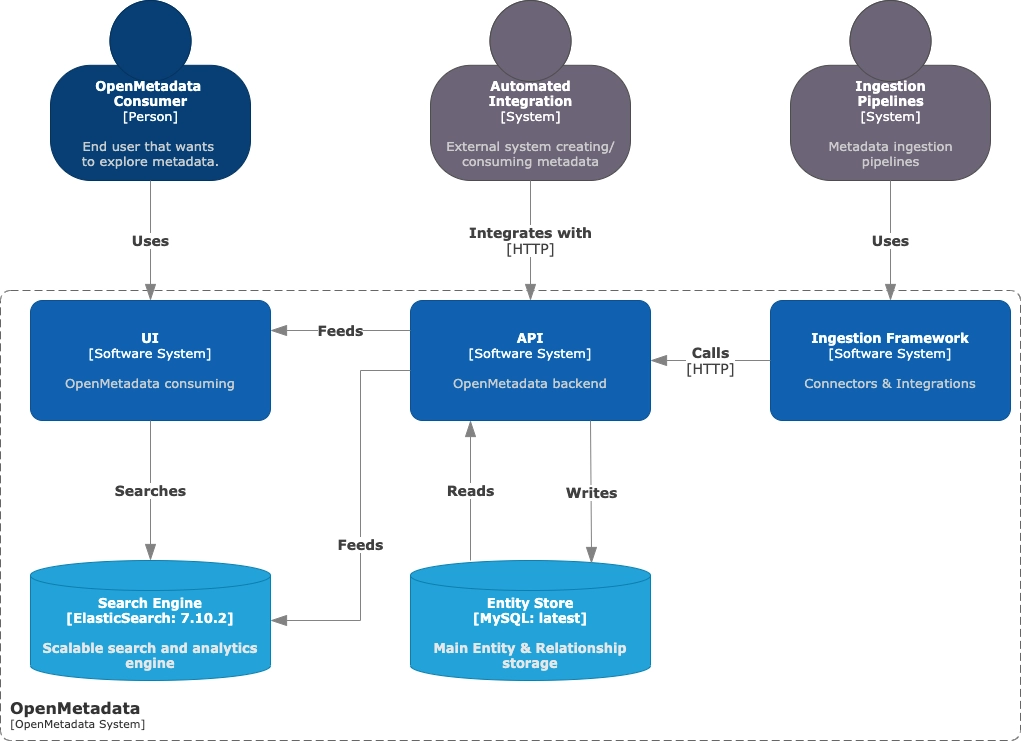 OpenMetadata
Consumer
[Person]
End user that wants
to explore metadata.
Automated
Integration
[System]
External system creating/
consuming metadata
Ingestion
Pipelines
[System]
Metadata ingestion
pipelines
Uses
Integrates with
[HTTP]
Uses
UI
[Software System]
OpenMetadata consuming
Feeds
API
[Software System]
OpenMetadata backend
Calls
[HTTP]
Ingestion Framework
[Software System]
Connectors & Integrations
Searches
Feeds
Reads
Writes
Search Engine
[ElasticSearch: 7.10.2]
Scalable search and analytics
engine
Entity Store
[MySQL: latest]
Main Entity & Relationship
storage
OpenMetadata
[OpenMetadata System]